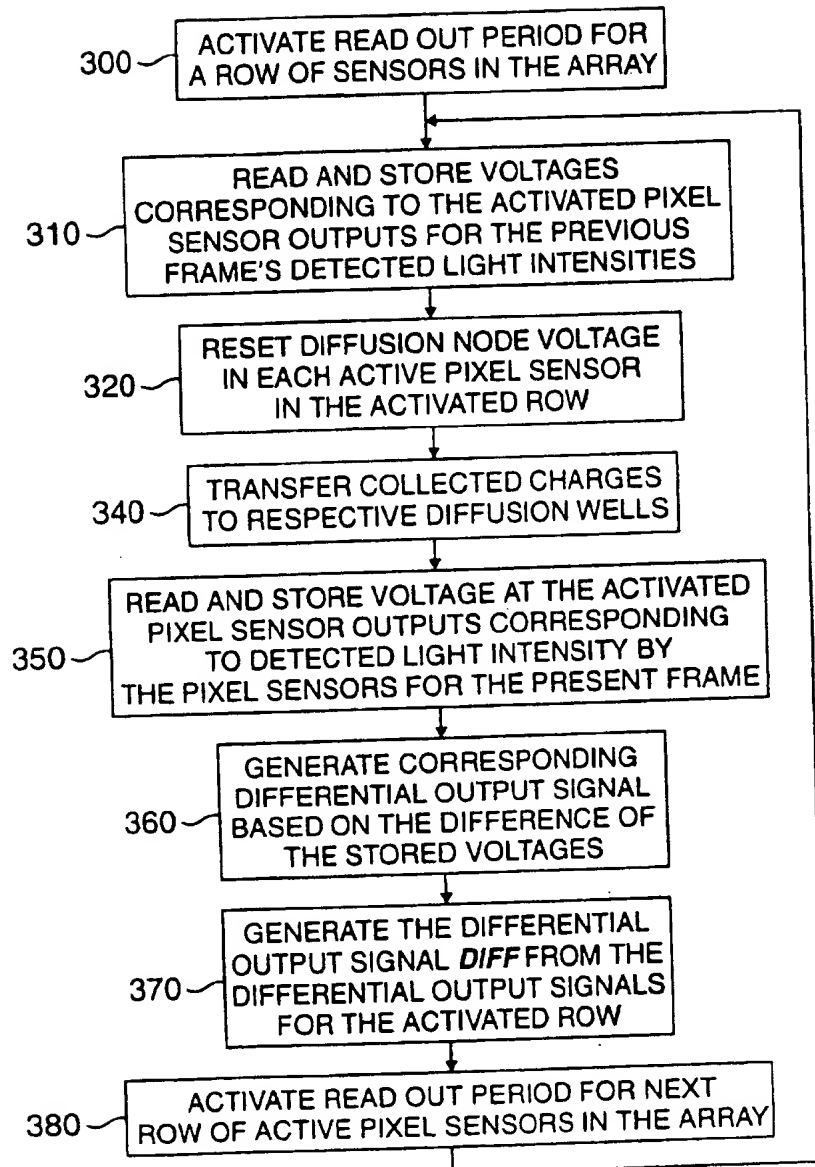 300
ACTIVATE READ OUT PERIOD FOR
A ROW OF SENSORS IN THE ARRAY
310
READ AND STORE VOLTAGES
CORRESPONDING TO THE ACTIVATED PIXEL
SENSOR OUTPUTS FOR THE PREVIOUS
FRAME'S DETECTED LIGHT INTENSITIES
320
RESET DIFFUSION NODE VOLTAGE
IN EACH ACTIVE PIXEL SENSOR
IN THE ACTIVATED ROW
340
TRANSFER COLLECTED CHARGES
TO RESPECTIVE DIFFUSION WELLS
350
READ AND STORE VOLTAGE AT THE ACTIVATED
PIXEL SENSOR OUTPUTS CORRESPONDING
TO DETECTED LIGHT INTENSITY BY
THE PIXEL SENSORS FOR THE PRESENT FRAME
360
GENERATE CORRESPONDING
DIFFERENTIAL OUTPUT SIGNAL
BASED ON THE DIFFERENCE OF
THE STORED VOLTAGES
370
GENERATE THE DIFFERENTIAL
OUTPUT SIGNAL DIFF FROM THE
DIFFERENTIAL OUTPUT SIGNALS
FOR THE ACTIVATED ROW
380
ACTIVATE READ OUT PERIOD FOR NEXT
ROW OF ACTIVE PIXEL SENSORS IN THE ARRAY